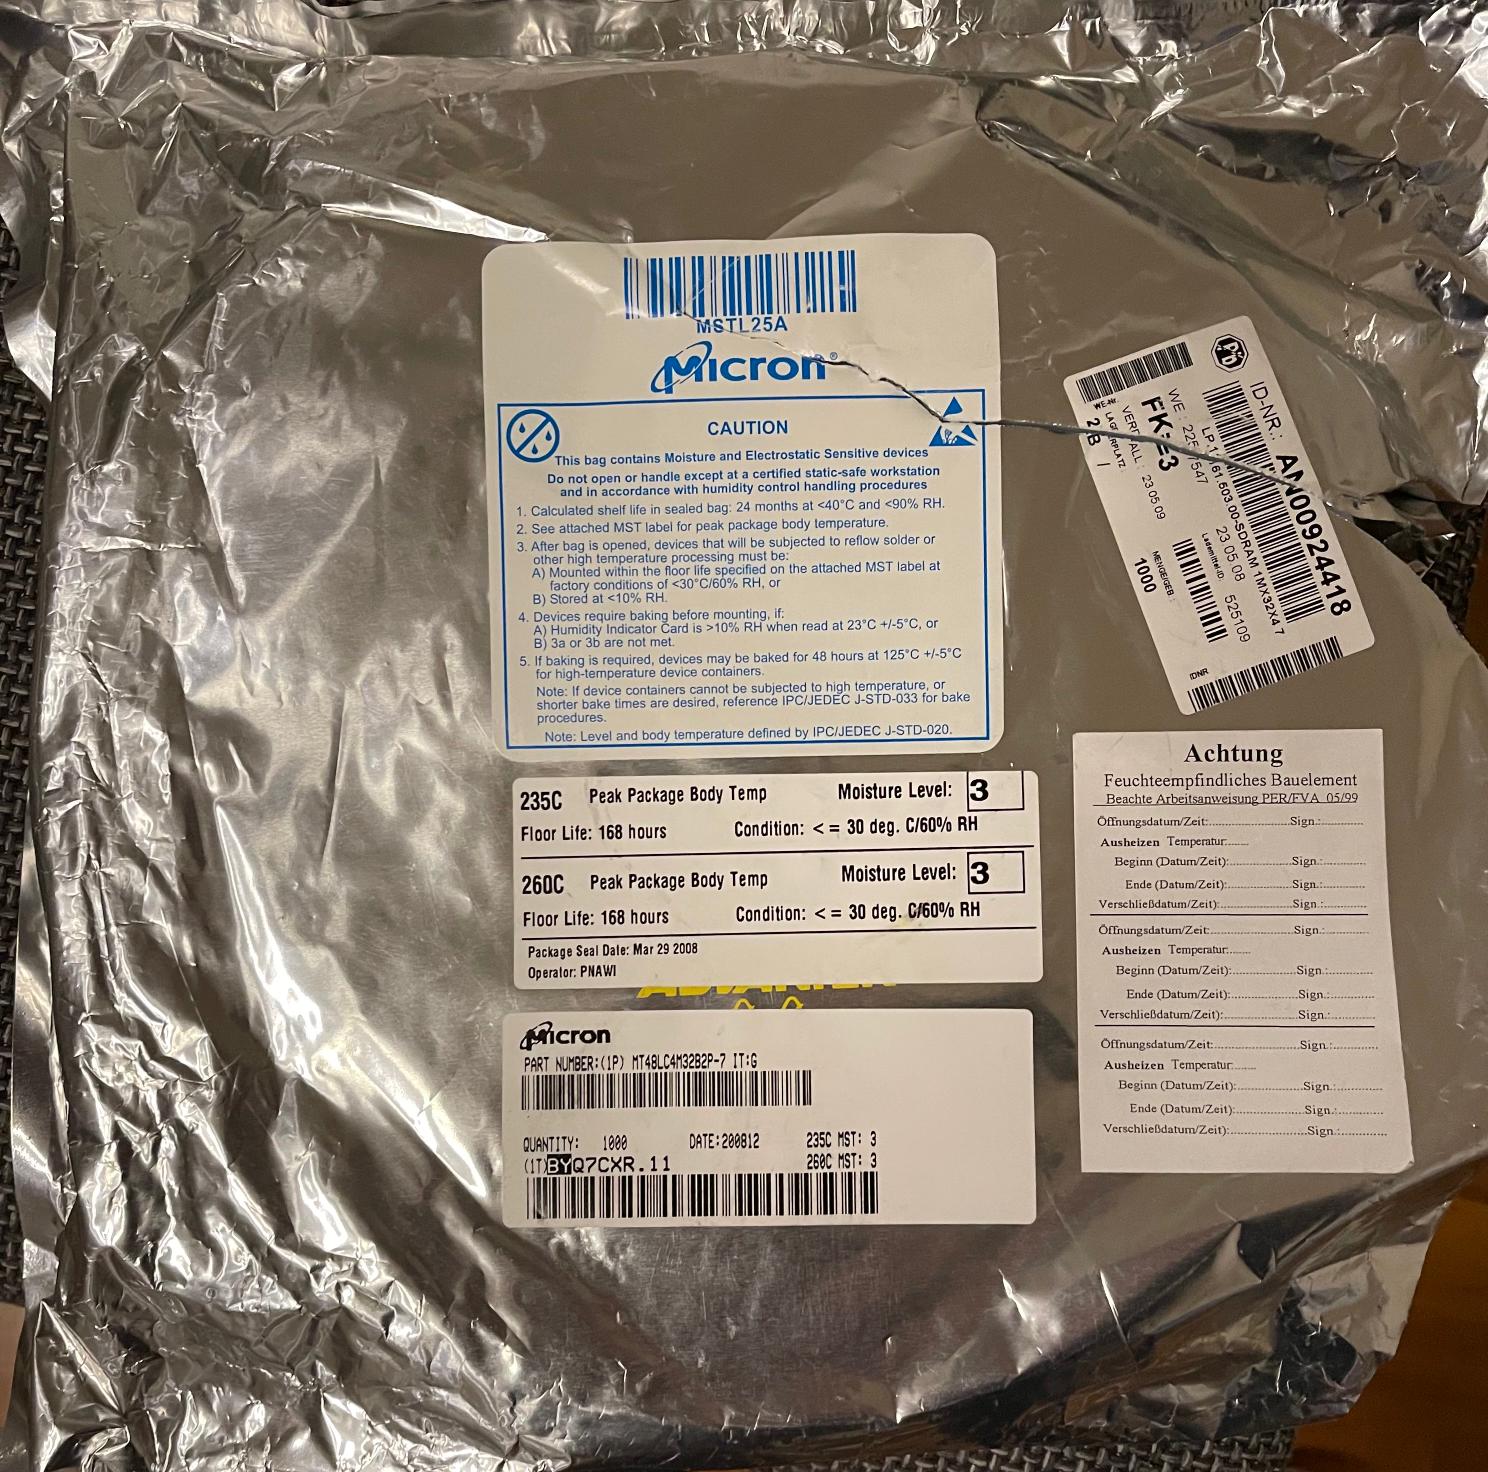 MSTL25A
Micron®
CAUTION
This bag contains Moisture and Electrostatic Sensitive devices
Do not open or handle except at a certified static-safe workstation
and in accordance with humidity control handling procedures
1. Calculated shelf life in sealed bag: 24 months at <40°C and <90% RH.
2. See attached MST label for peak package body temperature.
3. After bag is opened, devices that will be subjected to reflow solder or
other high temperature processing must be:
A) Mounted within the floor life specified on the attached MST label at
factory conditions of <30°C/60% RH, or
B) Stored at <10% RH.
4. Devices require baking before mounting, if:
A) Humidity Indicator Card is >10% RH when read at 23°C +/-5°C, or
B) 3a or 3b are not met.
5. If baking is required, devices may be baked for 48 hours at 125°C +/-5°C
for high-temperature device containers.
Note: If device containers cannot be subjected to high temperature, or
shorter bake times are desired, reference IPC/JEDEC J-STD-033 for bake
procedures.
Note: Level and body temperature defined by IPC/JEDEC J-STD-020.
235C Peak Package Body Temp Moisture Level: 3
Floor Life: 168 hours Condition: < = 30 deg. C/60% RH
260C Peak Package Body Temp Moisture Level: 3
Floor Life: 168 hours Condition: < = 30 deg. C/60% RH
Package Seal Date: Mar 29 2008
Operator: PNAWI
Micron
PART NUMBER:(1P) MT48LC4M32B2P-7 IT:G
QUANTITY: 1000 DATE:200812 235C MST: 3
(1T)BYQ7CXR.11 260C MST: 3
ID-NR.: AN00924418
23.05.08 525109
Lademittel-ID.
WE :
FK=3
23.05.09
MENGE/GEB.:
1000
WE-Nr.
IDNR
Achtung
Feuchteempfindliches Bauelement
Beachte Arbeitsanweisung PER/FVA 05/99
Öffnungsdatum/Zeit:....................Sign.:..........
Ausheizen Temperatur:......
Beginn (Datum/Zeit):...............Sign.:..........
Ende (Datum/Zeit):...............Sign.:..........
Verschließdatum/Zeit):.................Sign.:..........
Öffnungsdatum/Zeit:....................Sign.:..........
Ausheizen Temperatur:......
Beginn (Datum/Zeit):...............Sign.:..........
Ende (Datum/Zeit):...............Sign.:..........
Verschließdatum/Zeit):.................Sign.:..........
Öffnungsdatum/Zeit:....................Sign.:..........
Ausheizen Temperatur:......
Beginn (Datum/Zeit):...............Sign.:..........
Ende (Datum/Zeit):...............Sign.:..........
Verschließdatum/Zeit):.................Sign.:..........